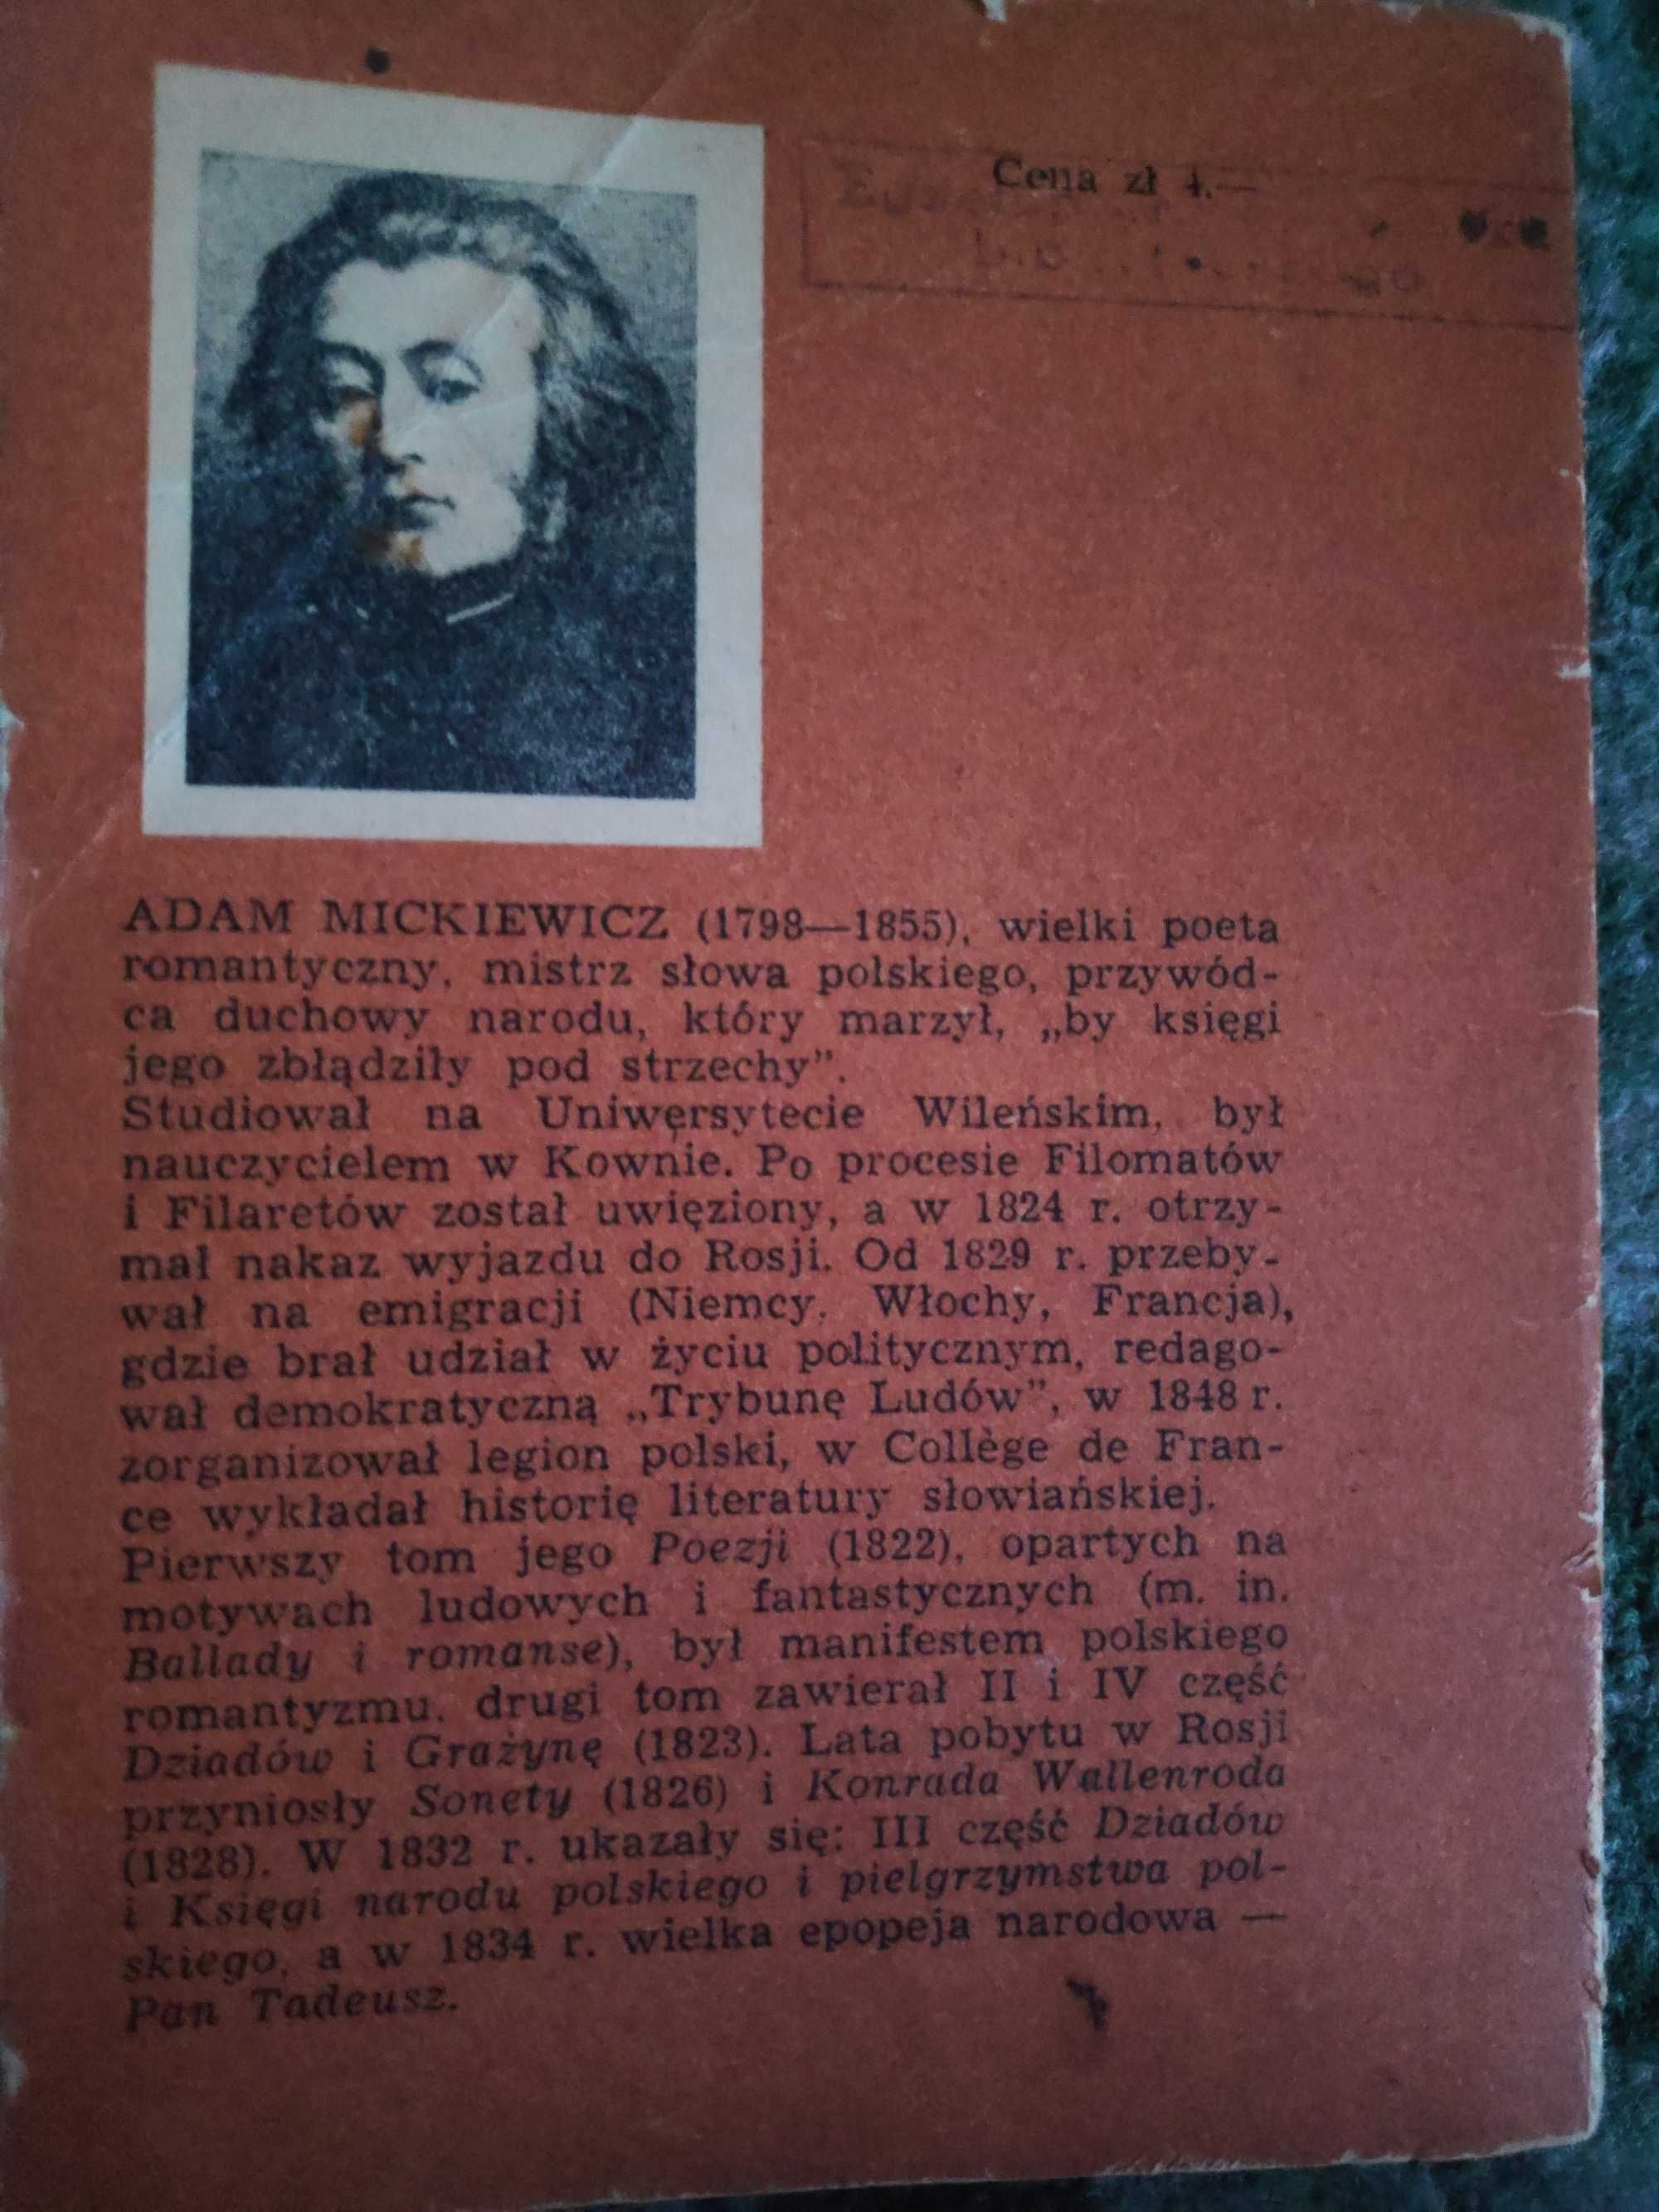 Cena zł 4.—
ADAM MICKIEWICZ (1798—1855), wielki poeta
romantyczny, mistrz słowa polskiego, przywód-
ca duchowy narodu, który marzył, „by księgi
jego zbłądziły pod strzechy”.
Studiował na Uniwersytecie Wileńskim, był
nauczycielem w Kownie. Po procesie Filomatów
i Filaretów został uwięziony, a w 1824 r. otrzy-
mał nakaz wyjazdu do Rosji. Od 1829 r. przeby-
wał na emigracji (Niemcy, Włochy, Francja),
gdzie brał udział w życiu politycznym, redago-
wał demokratyczną „Trybunę Ludów”, w 1848 r.
zorganizował legion polski, w Collège de Fran-
ce wykładał historię literatury słowiańskiej.
Pierwszy tom jego Poezji (1822), opartych na
motywach ludowych i fantastycznych (m. in.
Ballady i romanse), był manifestem polskiego
romantyzmu, drugi tom zawierał II i IV część
Dziadów i Grażynę (1823). Lata pobytu w Rosji
przyniosły Sonety (1826) i Konrada Wallenroda
(1828). W 1832 r. ukazały się: III część Dziadów
i Księgi narodu polskiego i pielgrzymstwa pol-
skiego, a w 1834 r. wielka epopeja narodowa —
Pan Tadeusz.